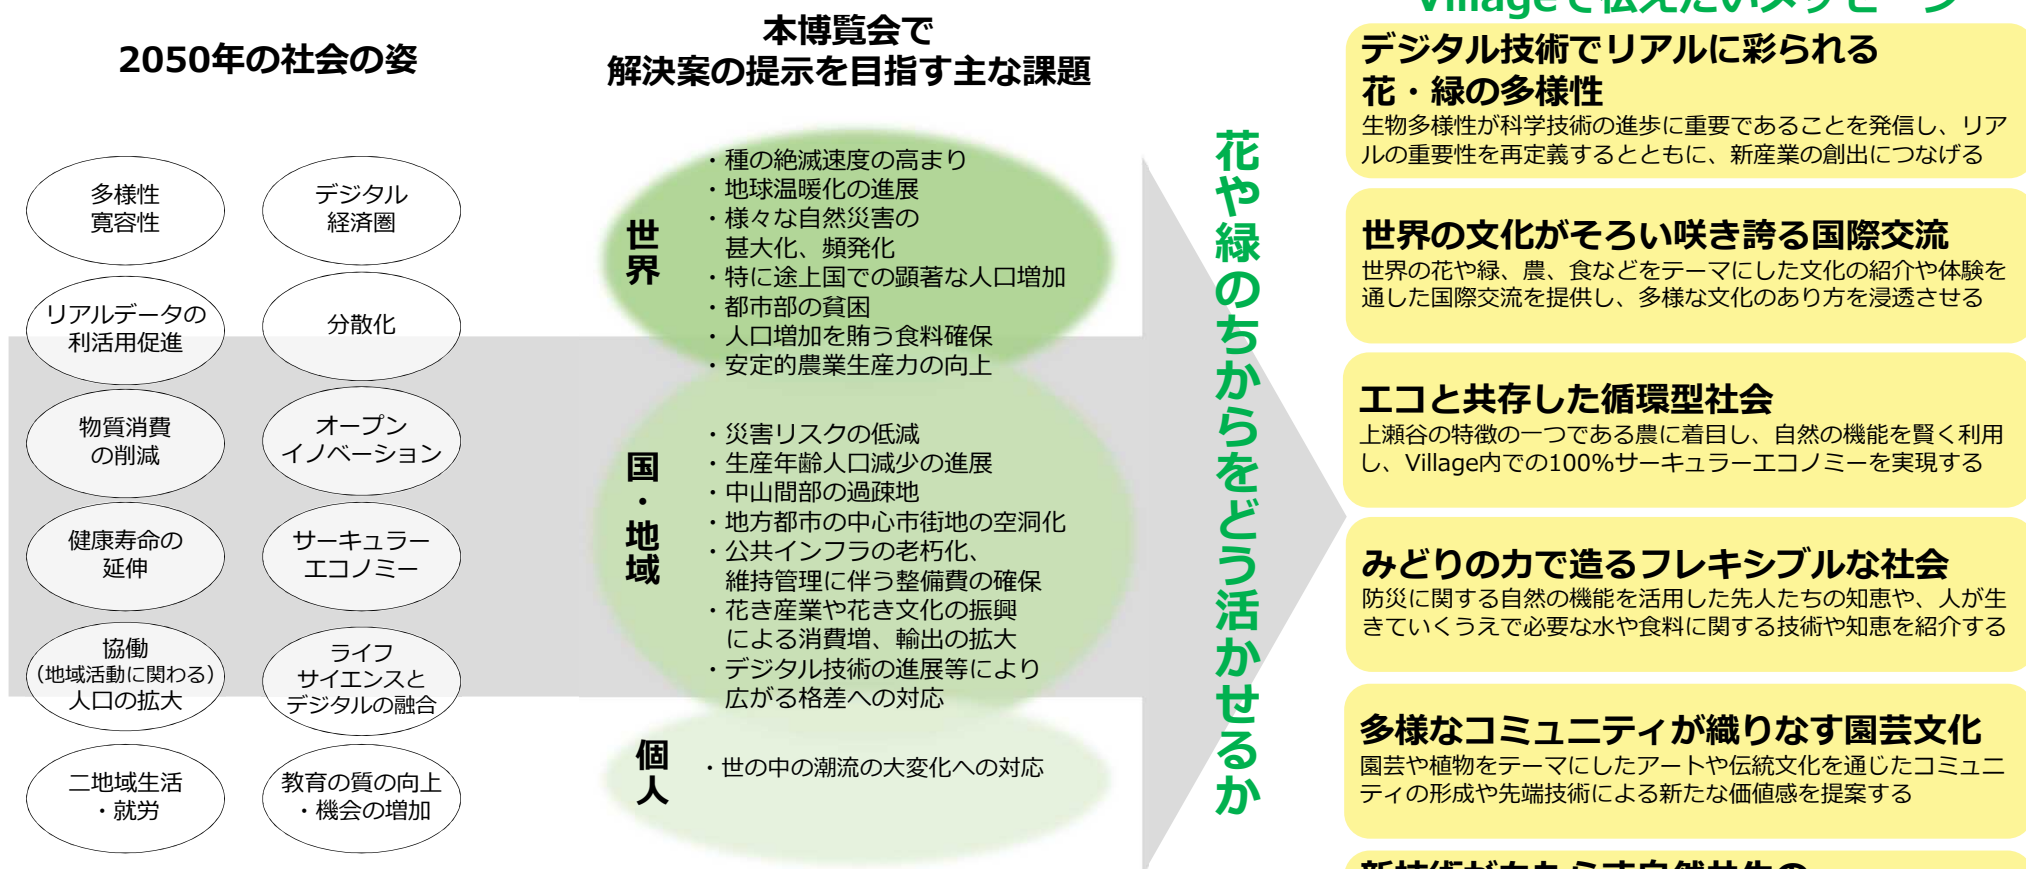 2050年の社会の姿
多様性
寛容性
デジタル
経済圏
リアルデータの
利活用促進
分散化
物質消費
の削減
オープン
イノベーション
健康寿命の
延伸
サーキュラー
エコノミー
協働
（地域活動に関わる）
人口の拡大
ライフ
サイエンスと
デジタルの融合
二地域生活
・就労
教育の質の向上
・機会の増加
本博覧会で
解決案の提示を目指す主な課題
世界
・種の絶滅速度の高まり
・地球温暖化の進展
・様々な自然災害の
甚大化、頻発化
・特に途上国での顕著な人口増加
・都市部の貧困
・人口増加を賄う食料確保
・安定的農業生産力の向上
国・地域
・災害リスクの低減
・生産年齢人口減少の進展
・中山間部の過疎地
・地方都市の中心市街地の空洞化
・公共インフラの老朽化、
維持管理に伴う整備費の確保
・花き産業や花き文化の振興
による消費増、輸出の拡大
・デジタル技術の進展等により
広がる格差への対応
個人
・世の中の潮流の大変化への対応
花や緑のちからをどう活かせるか
Villageで伝えたいメッセージ
デジタル技術でリアルに彩られる
花・緑の多様性
生物多様性が科学技術の進歩に重要であることを発信し、リア
ルの重要性を再定義するとともに、新産業の創出につなげる
世界の文化がそろい咲き誇る国際交流
世界の花や緑、農、食などをテーマにした文化の紹介や体験を
通した国際交流を提供し、多様な文化のあり方を浸透させる
エコと共存した循環型社会
上瀬谷の特徴の一つである農に着目し、自然の機能を賢く利用
し、Village内での100%サーキュラーエコノミーを実現する
みどりの力で造るフレキシブルな社会
防災に関する自然の機能を活用した先人たちの知恵や、人が生
きていくうえで必要な水や食料に関する技術や知恵を紹介する
多様なコミュニティが織りなす園芸文化
園芸や植物をテーマにしたアートや伝統文化を通じたコミュニ
ティの形成や先端技術による新たな価値感を提案する
新技術がもたらす自然共生の